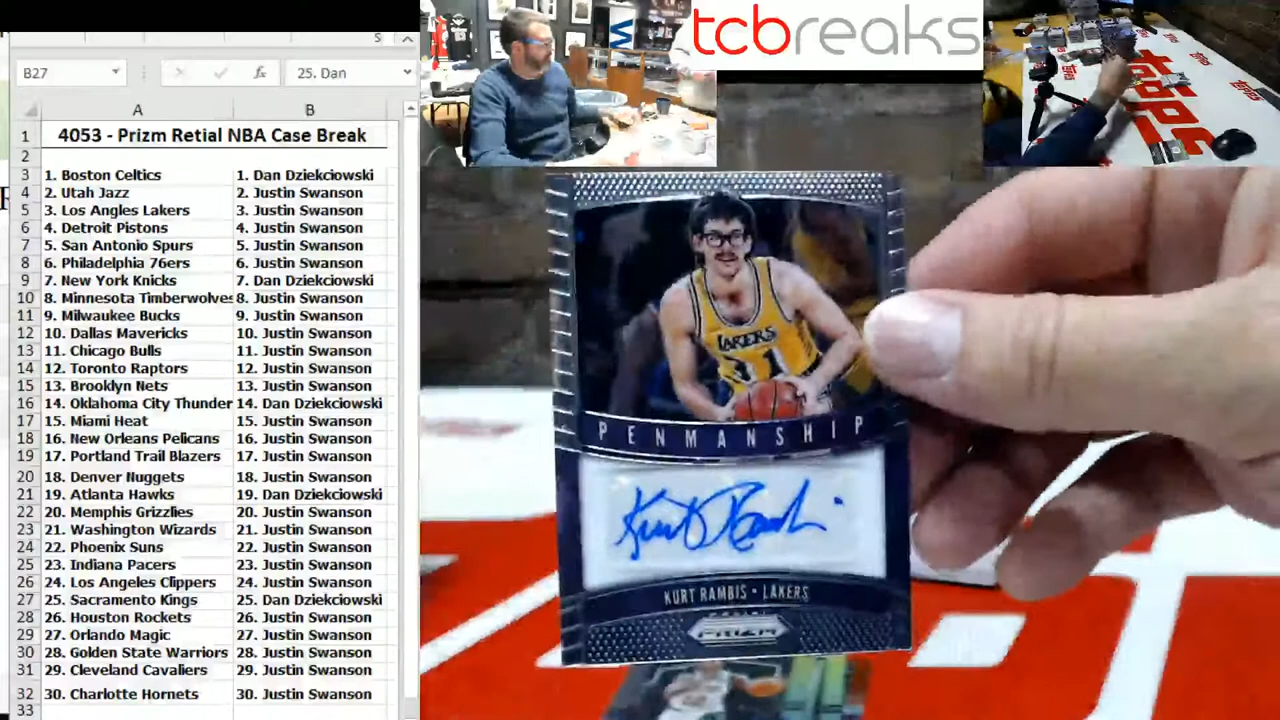 S
tcbreaks
B27
fx
25. Dan
A
B
1 4053 - Prizm Retial NBA Case Break
2
3 1. Boston Celtics 1. Dan Dziekciowski
4 2. Utah Jazz 2. Justin Swanson
5 3. Los Angles Lakers 3. Justin Swanson
6 4. Detroit Pistons 4. Justin Swanson
7 5. San Antonio Spurs 5. Justin Swanson
8 6. Philadelphia 76ers 6. Justin Swanson
9 7. New York Knicks 7. Dan Dziekciowski
10 8. Minnesota Timberwolves 8. Justin Swanson
11 9. Milwaukee Bucks 9. Justin Swanson
12 10. Dallas Mavericks 10. Justin Swanson
13 11. Chicago Bulls 11. Justin Swanson
14 12. Toronto Raptors 12. Justin Swanson
15 13. Brooklyn Nets 13. Justin Swanson
16 14. Oklahoma City Thunder 14. Dan Dziekciowski
17 15. Miami Heat 15. Justin Swanson
18 16. New Orleans Pelicans 16. Justin Swanson
19 17. Portland Trail Blazers 17. Justin Swanson
20 18. Denver Nuggets 18. Justin Swanson
21 19. Atlanta Hawks 19. Dan Dziekciowski
22 20. Memphis Grizzlies 20. Justin Swanson
23 21. Washington Wizards 21. Justin Swanson
24 22. Phoenix Suns 22. Justin Swanson
25 23. Indiana Pacers 23. Justin Swanson
26 24. Los Angeles Clippers 24. Justin Swanson
27 25. Sacramento Kings 25. Dan Dziekciowski
28 26. Houston Rockets 26. Justin Swanson
29 27. Orlando Magic 27. Justin Swanson
30 28. Golden State Warriors 28. Justin Swanson
31 29. Cleveland Cavaliers 29. Justin Swanson
32 30. Charlotte Hornets 30. Justin Swanson
33
topps
LAKERS
31
PENMANSHIP
Kurt Rambis
KURT RAMBIS • LAKERS
PRIZM